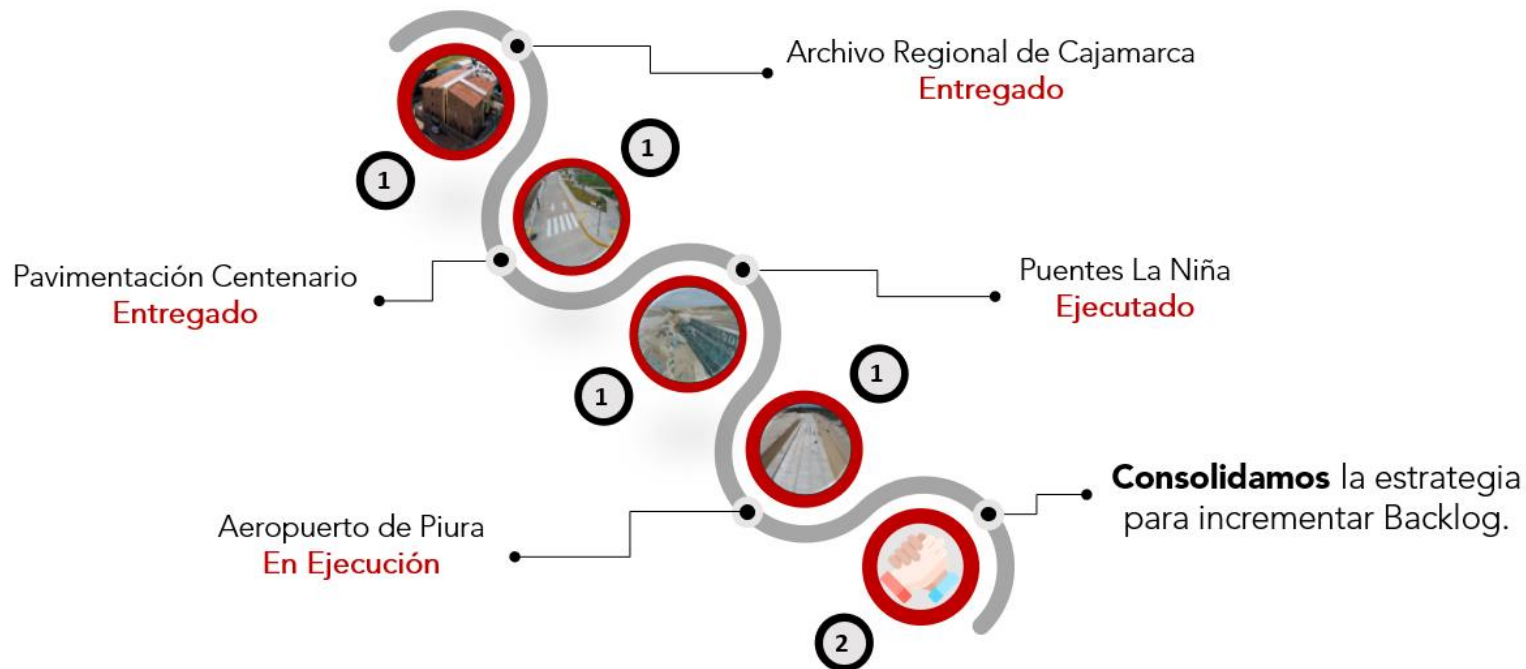 Archivo Regional de Cajamarca
Entregado
1
1
Pavimentación Centenario
Entregado
Puentes La Niña
Ejecutado
1
1
Consolidamos la estrategia
para incrementar Backlog.
Aeropuerto de Piura
En Ejecución
2